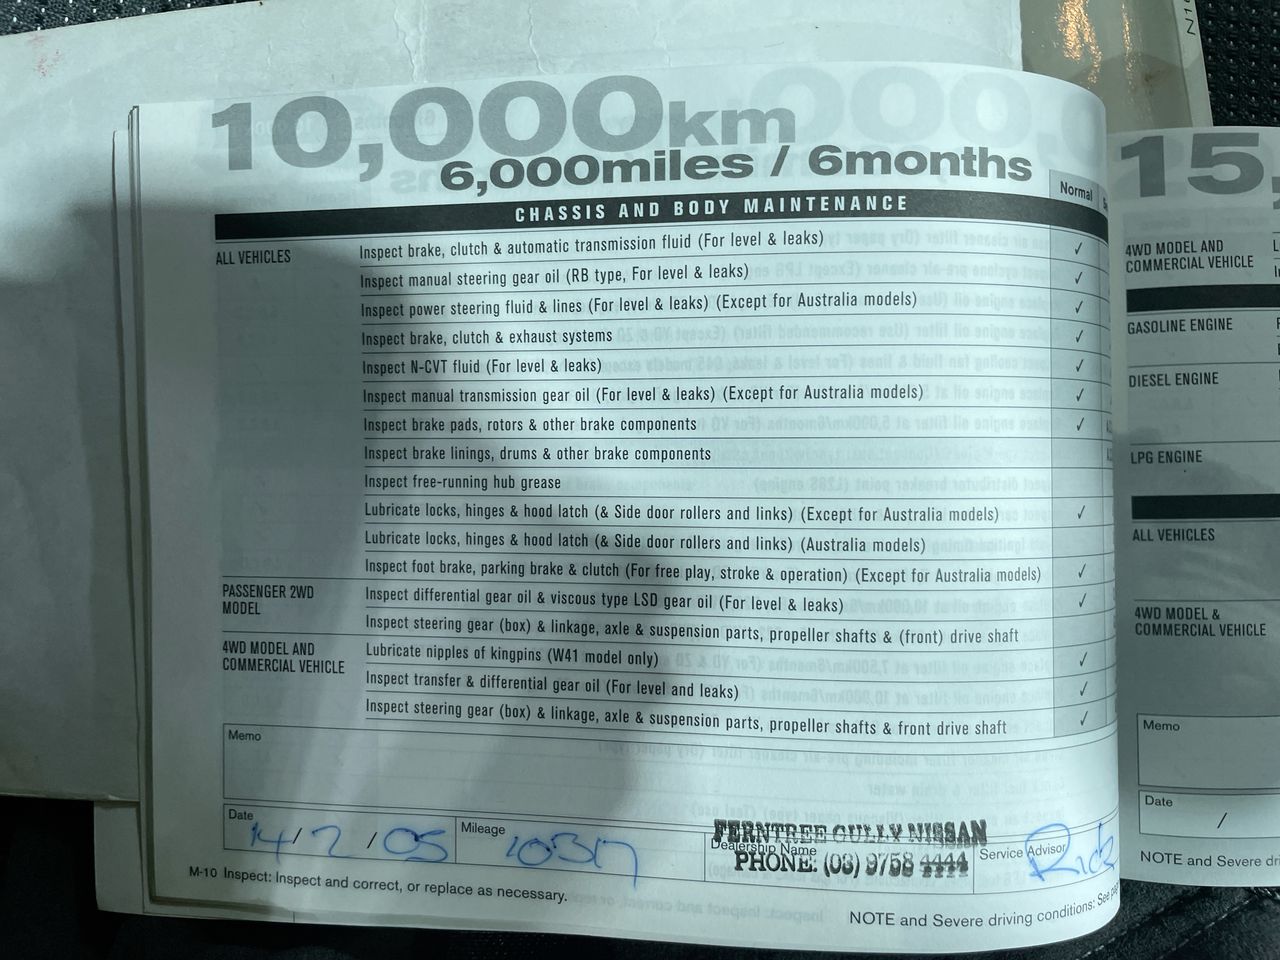 10,000km
6,000miles / 6months
Normal
CHASSIS AND BODY MAINTENANCE
ALL VEHICLES
Inspect brake, clutch & automatic transmission fluid (For level & leaks) ✓
Inspect manual steering gear oil (RB type, For level & leaks) ✓
Inspect power steering fluid & lines (For level & leaks) (Except for Australia models) ✓
Inspect brake, clutch & exhaust systems ✓
Inspect N-CVT fluid (For level & leaks) ✓
Inspect manual transmission gear oil (For level & leaks) (Except for Australia models) ✓
Inspect brake pads, rotors & other brake components ✓
Inspect brake linings, drums & other brake components
Inspect free-running hub grease
Lubricate locks, hinges & hood latch (& Side door rollers and links) (Except for Australia models) ✓
Lubricate locks, hinges & hood latch (& Side door rollers and links) (Australia models)
Inspect foot brake, parking brake & clutch (For free play, stroke & operation) (Except for Australia models) ✓
PASSENGER 2WD
MODEL
Inspect differential gear oil & viscous type LSD gear oil (For level & leaks) ✓
Inspect steering gear (box) & linkage, axle & suspension parts, propeller shafts & (front) drive shaft
4WD MODEL AND
COMMERCIAL VEHICLE
Lubricate nipples of kingpins (W41 model only) ✓
Inspect transfer & differential gear oil (For level and leaks) ✓
Inspect steering gear (box) & linkage, axle & suspension parts, propeller shafts & front drive shaft ✓
Memo
Date
14/2/05
Mileage
FERNTREE GULLY NISSAN
Dealership Name
PHONE: (03) 9758 4444
Service Advisor
Rick
M-10 Inspect: Inspect and correct, or replace as necessary.
NOTE and Severe driving conditions: See
15,
4WD MODEL AND
COMMERCIAL VEHICLE
GASOLINE ENGINE
DIESEL ENGINE
LPG ENGINE
ALL VEHICLES
4WD MODEL &
COMMERCIAL VEHICLE
Memo
Date
/
NOTE and Severe